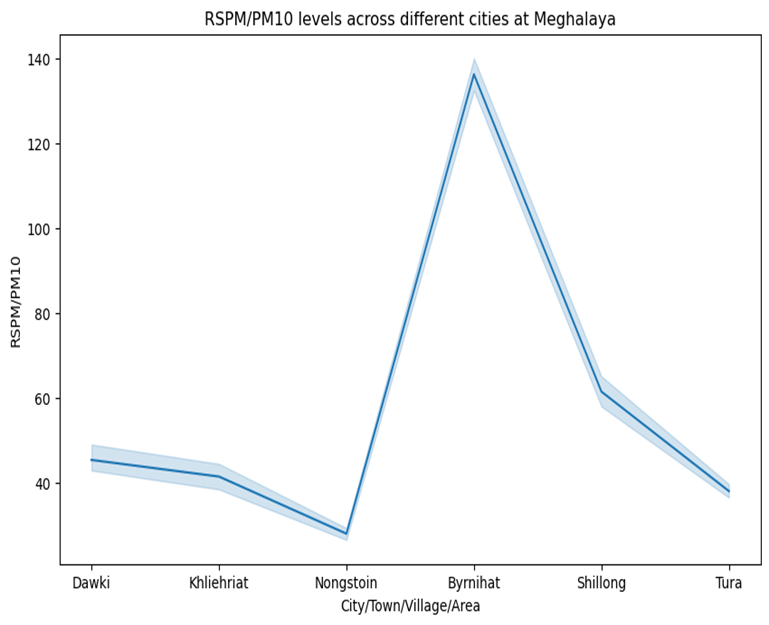 RSPM/PM10 levels across different cities at Meghalaya
140
120
100
80
60
40
RSPM/PM10
Dawki Khliehriat Nongstoin Byrnihat Shillong Tura
City/Town/Village/Area